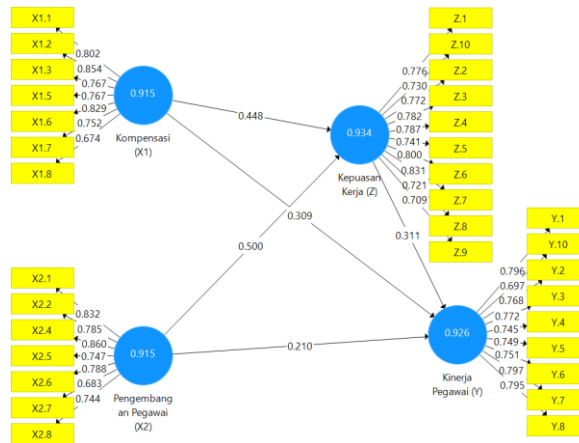 X1.1
X1.2
X1.3
X1.5
X1.6
X1.7
X1.8
0.802
0.854
0.767
0.767
0.829
0.752
0.674
0.915
Kompensasi
(X1)
0.448
0.309
0.500
0.210
0.311
Z.1
Z.10
Z.2
Z.3
Z.4
Z.5
Z.6
Z.7
Z.8
Z.9
0.776
0.730
0.772
0.782
0.787
0.741
0.800
0.831
0.721
0.709
0.934
Kepuasan
Kerja (Z)
X2.1
X2.2
X2.4
X2.5
X2.6
X2.7
X2.8
0.832
0.785
0.860
0.747
0.788
0.683
0.744
0.915
Pengembang
an Pegawai
(X2)
Y.1
Y.10
Y.2
Y.3
Y.4
Y.5
Y.6
Y.7
Y.8
0.796
0.697
0.768
0.772
0.745
0.749
0.751
0.797
0.795
0.926
Kinerja
Pegawai (Y)